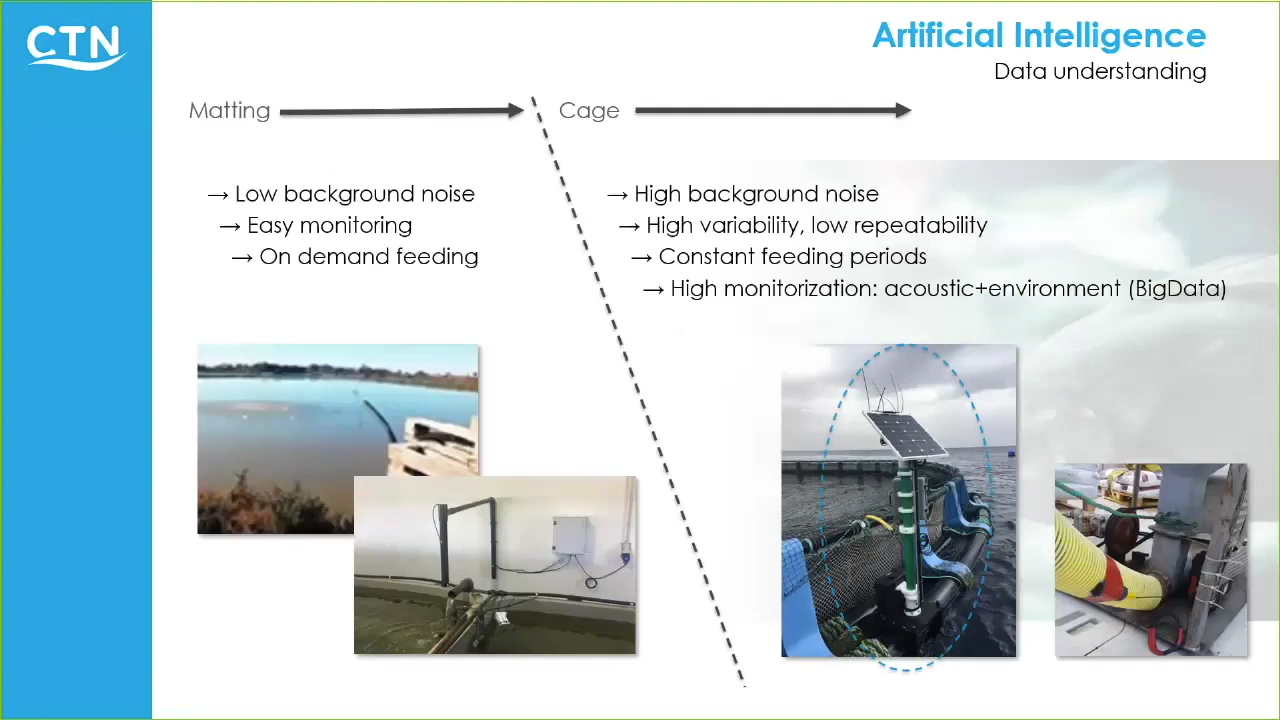 CTN
Artificial Intelligence
Data understanding
Matting
Cage
→ Low background noise
→ Easy monitoring
→ On demand feeding
→ High background noise
→ High variability, low repeatability
→ Constant feeding periods
→ High monitorization: acoustic+environment (BigData)